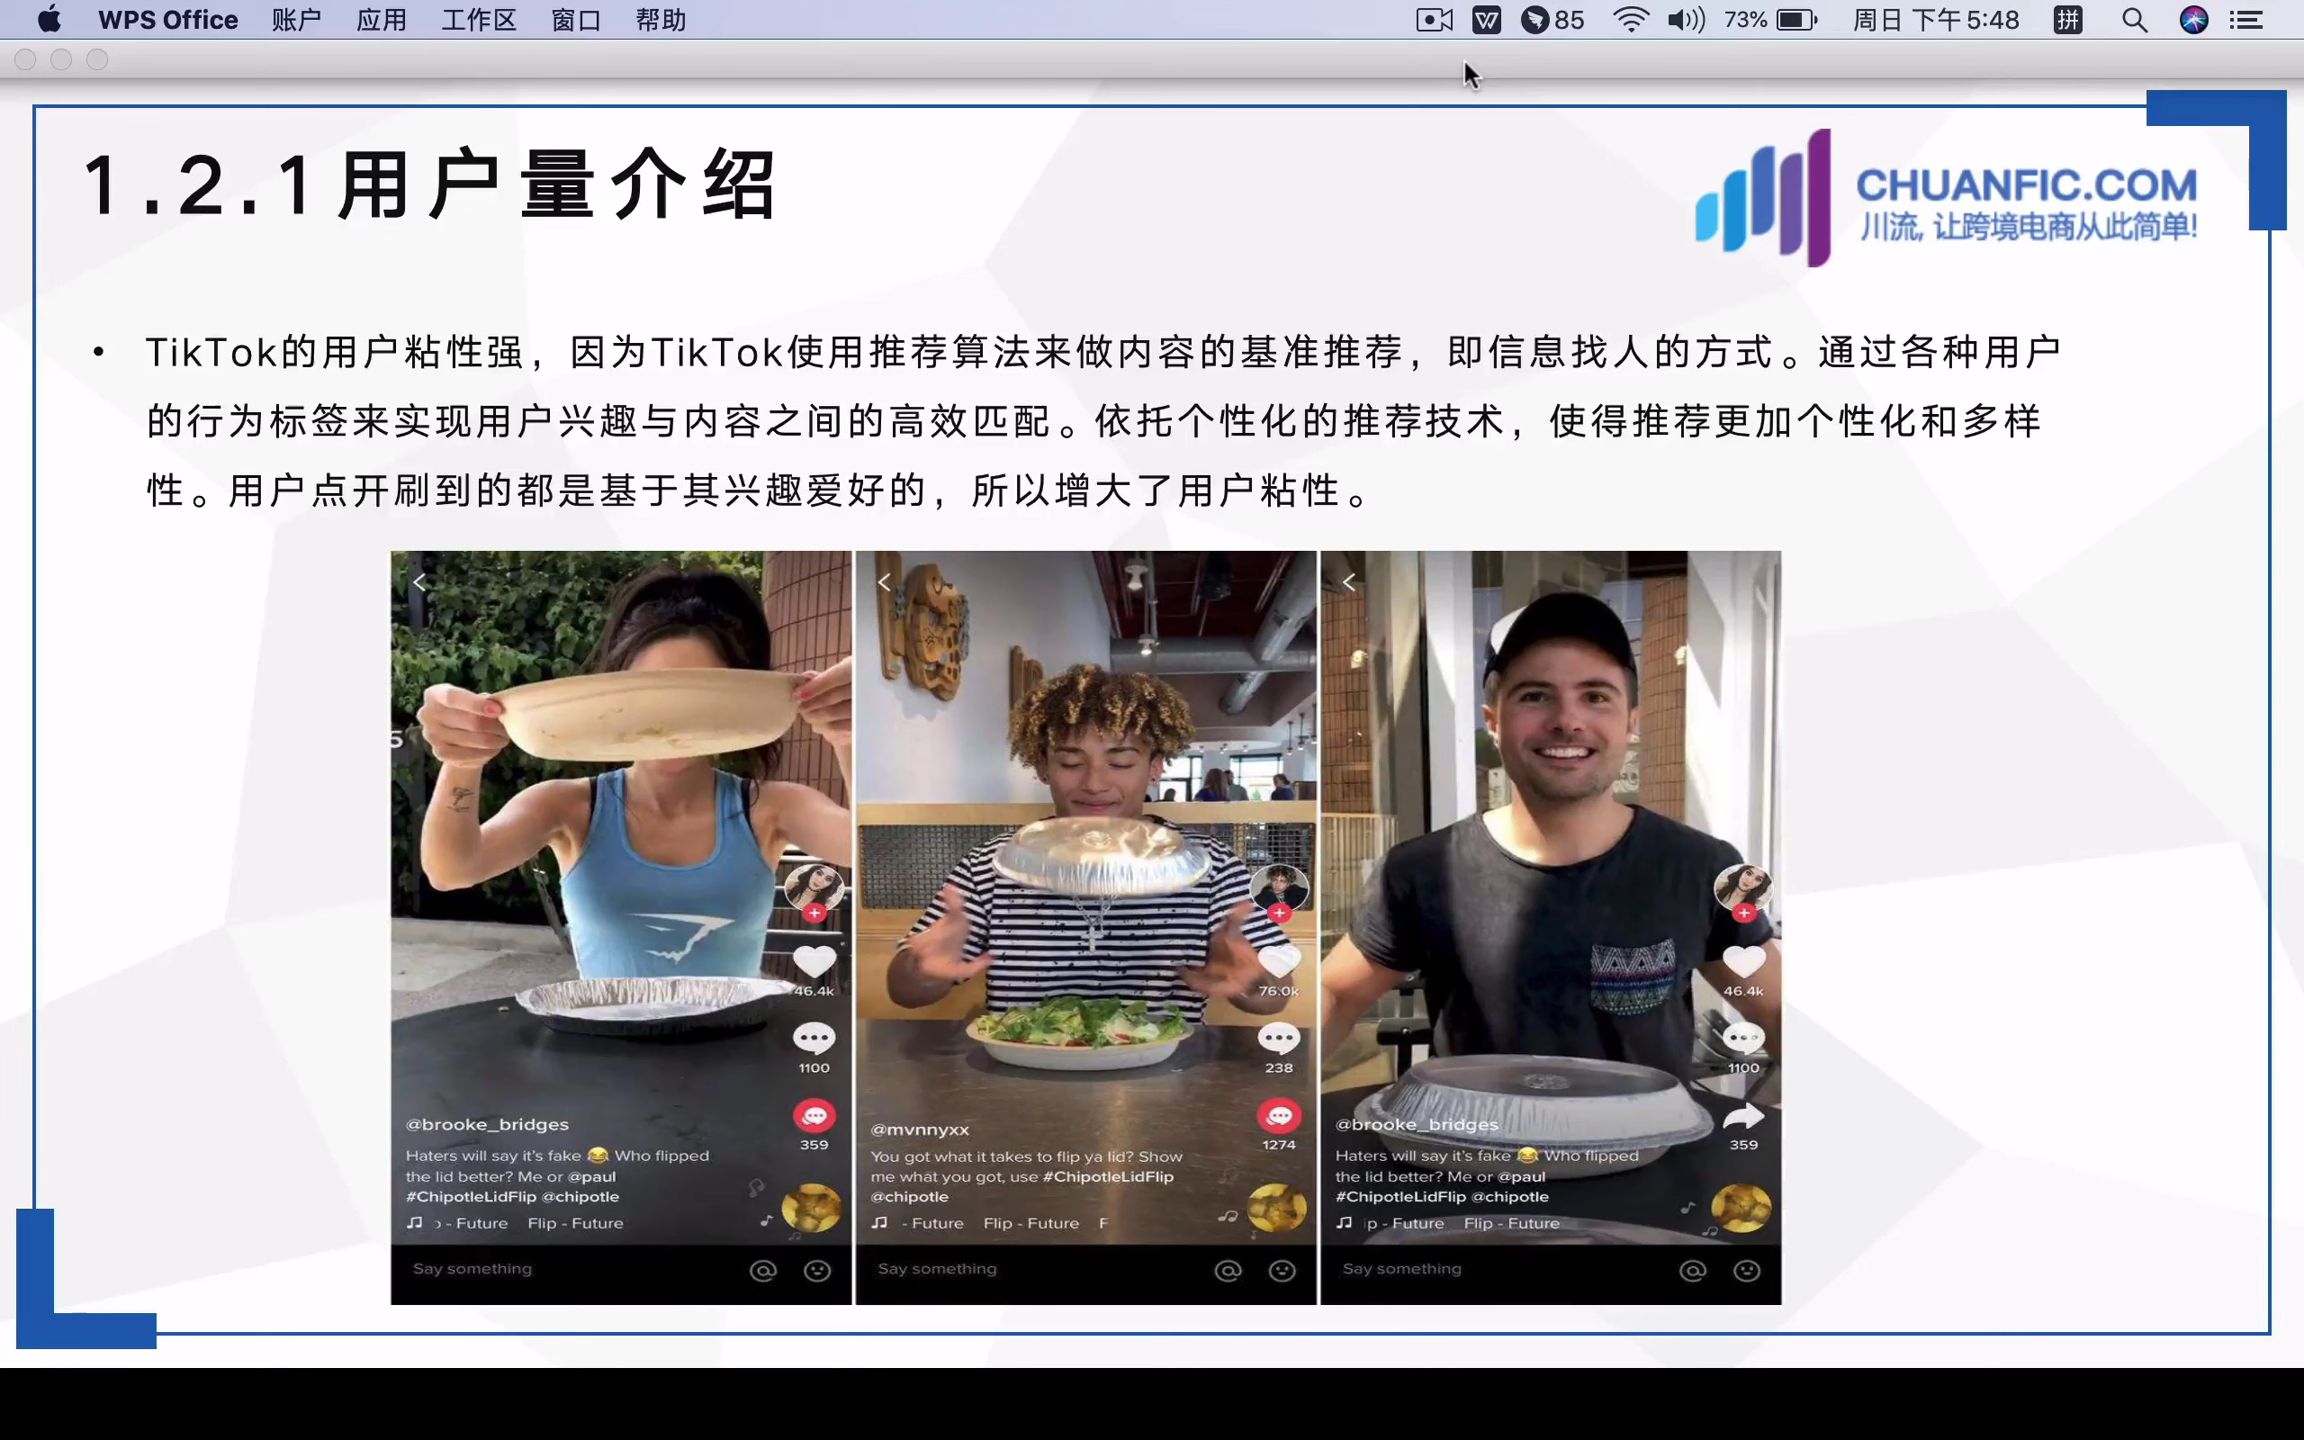 WPS Office 账户 应用 工作区 窗口 帮助 85 73% 周日 下午5:48 拼
1.2.1用户量介绍
CHUANFIC.COM
川流, 让跨境电商从此简单!
• TikTok的用户粘性强，因为TikTok使用推荐算法来做内容的基准推荐，即信息找人的方式。通过各种用户
的行为标签来实现用户兴趣与内容之间的高效匹配。依托个性化的推荐技术，使得推荐更加个性化和多样
性。用户点开刷到的都是基于其兴趣爱好的，所以增大了用户粘性。
46.4k
1100
359
@brooke_bridges
Haters will say it's fake 😂 Who flipped
the lid better? Me or @paul
#ChipotleLidFlip @chipotle
- Future Flip - Future
Say something
76.0k
238
1274
@mvnnyxx
You got what it takes to flip ya lid? Show
me what you got, use #ChipotleLidFlip
@chipotle
- Future Flip - Future F
Say something
46.4k
1100
359
@brooke_bridges
Haters will say it's fake 😂 Who flipped
the lid better? Me or @paul
#ChipotleLidFlip @chipotle
p - Future Flip - Future
Say something